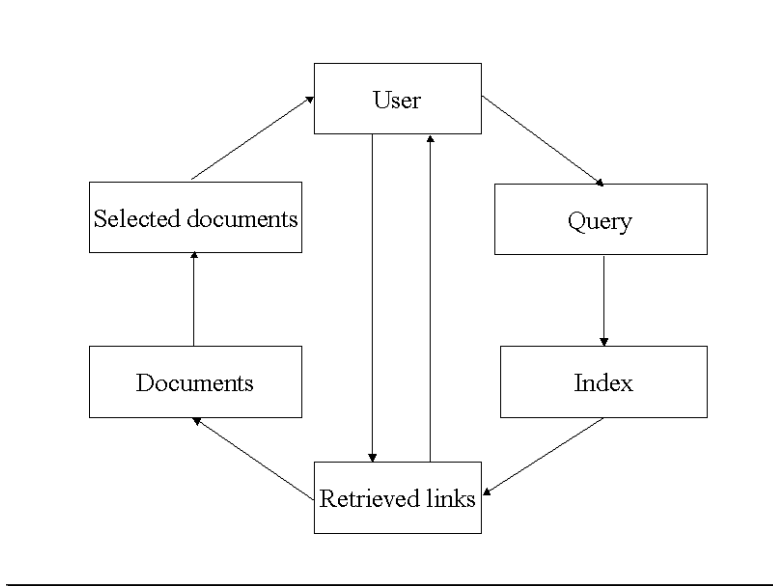 User
Selected documents
Query
Documents
Index
Retrieved links